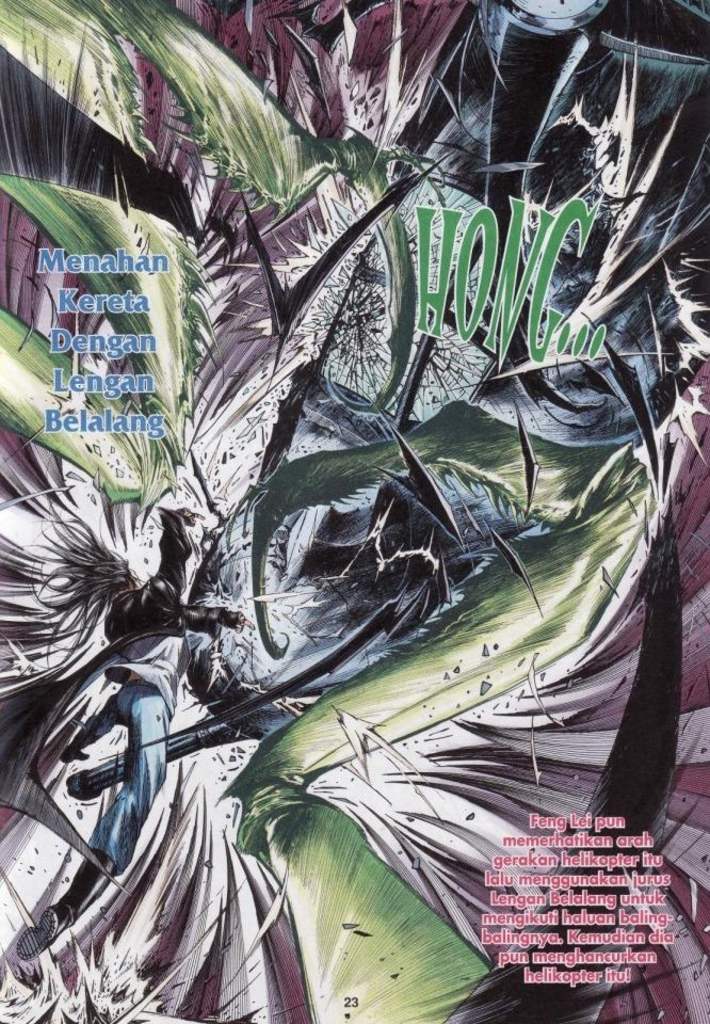 Menahan
Kereta
Dengan
Lengan
Belalang
HONG...
Feng Lei pun
memerhatikan arah
gerakan helikopter itu
lalu menggunakan jurus
Lengan Belalang untuk
mengikuti haluan baling-
balingnya. Kemudian dia
pun menghancurkan
helikopter itu!
23